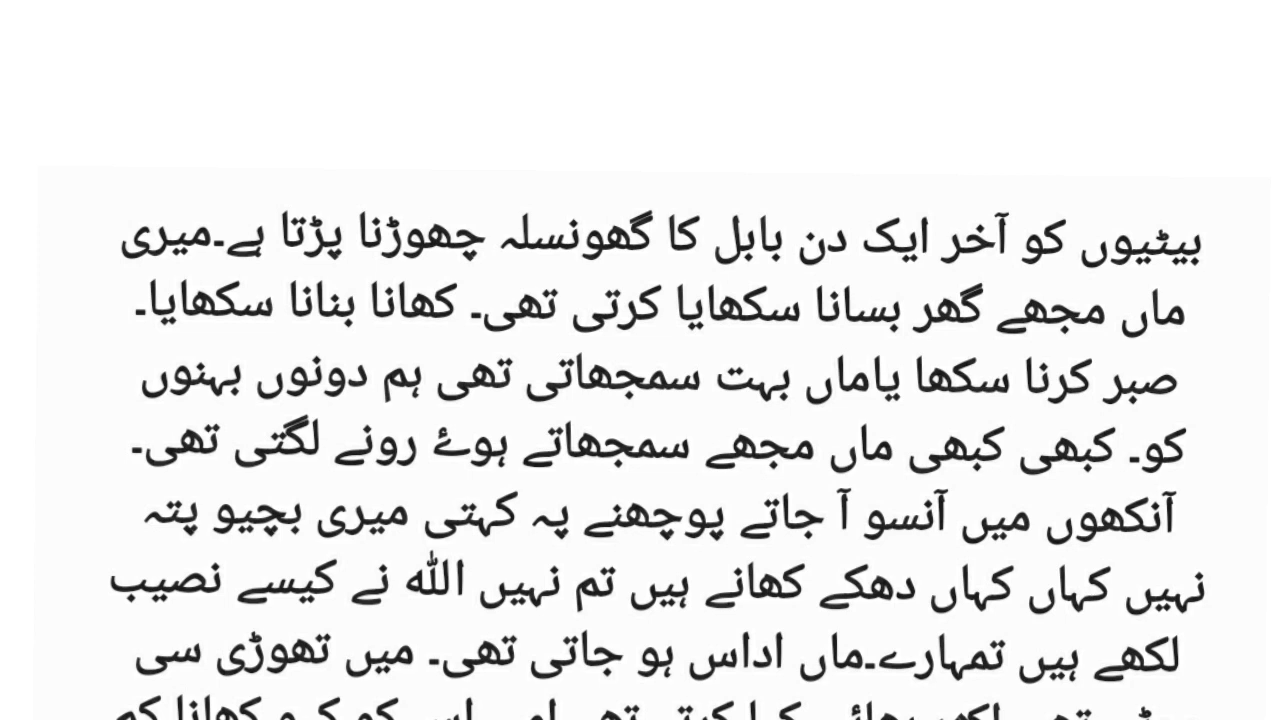 بیٹیوں کو آخر ایک دن بابل کا گھونسلہ چھوڑنا پڑتا ہے۔میری
ماں مجھے گھر بسانا سکھایا کرتی تھی۔ کھانا بنانا سکھایا۔
صبر کرنا سکھا یاماں بہت سمجھاتی تھی ہم دونوں بہنوں
کو۔ کبھی کبھی ماں مجھے سمجھاتے ہوۓ رونے لگتی تھی۔
آنکھوں میں آنسو آ جاتے پوچھنے پہ کہتی میری بچیو پتہ
نہیں کہاں کہاں دھکے کھانے ہیں تم نہیں اللہ نے کیسے نصیب
لکھے ہیں تمہارے۔ماں اداس ہو جاتی تھی۔ میں تھوڑی سی